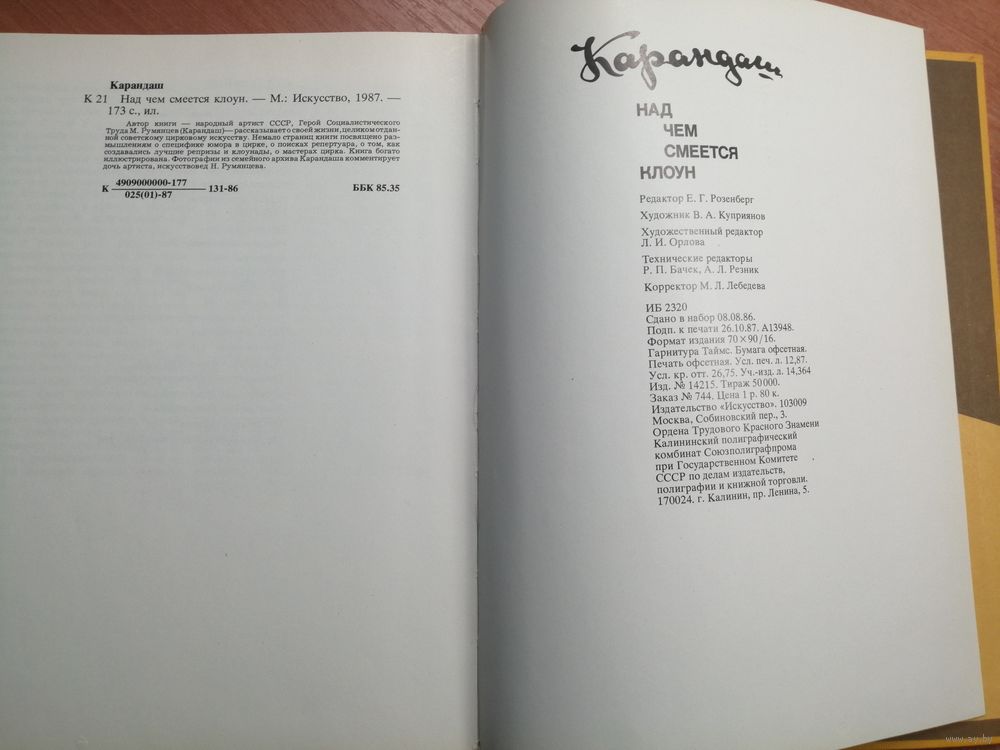 Карандаш
К 21 Над чем смеется клоун. — М.: Искусство, 1987. —
173 с., ил.
Автор книги — народный артист СССР, Герой Социалистического
Труда М. Румянцев (Карандаш)— рассказывает о своей жизни, целиком отдан-
ной советскому цирковому искусству. Немало страниц книги посвящено раз-
мышлениям о специфике юмора в цирке, о поисках репертуара, о том, как
создавались лучшие репризы и клоунады, о мастерах цирка. Книга богато
иллюстрирована. Фотографии из семейного архива Карандаша комментирует
дочь артиста, искусствовед Н. Румянцева.
4909000000-177
К 131-86 ББК 85.35
025(01)-87
Карандаш
НАД
ЧЕМ
СМЕЕТСЯ
КЛОУН
Редактор Е. Г. Розенберг
Художник В. А. Куприянов
Художественный редактор
Л. И. Орлова
Технические редакторы
Р. П. Бачек, А. Л. Резник
Корректор М. Л. Лебедева
ИБ 2320
Сдано в набор 08.08.86.
Подп. к печати 26.10.87. А13948.
Формат издания 70×90/16.
Гарнитура Таймс. Бумага офсетная.
Печать офсетная. Усл. печ. л. 12,87.
Усл. кр. отт. 26,75. Уч.-изд. л. 14,364
Изд. № 14215. Тираж 50000.
Заказ № 744. Цена 1 р. 80 к.
Издательство «Искусство». 103009
Москва, Собиновский пер., 3.
Ордена Трудового Красного Знамени
Калининский полиграфический
комбинат Союзполиграфпрома
при Государственном Комитете
СССР по делам издательств,
полиграфии и книжной торговли.
170024. г. Калинин, пр. Ленина, 5.
www.ay.by